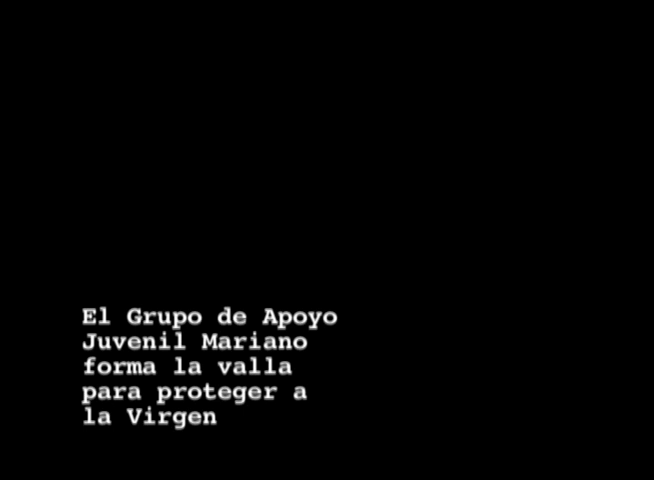 El Grupo de Apoyo
Juvenil Mariano
forma la valla
para proteger a
la Virgen